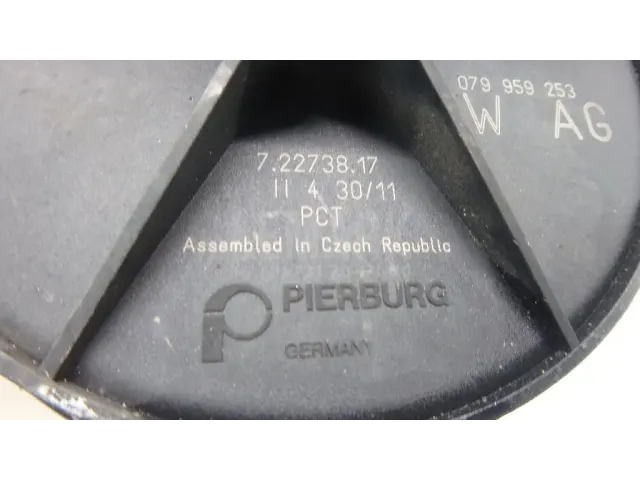 079 959 253
W AG
7.22738.17
II 4 30/11
PCT
Assembled in Czech Republic
PIERBURG
GERMANY